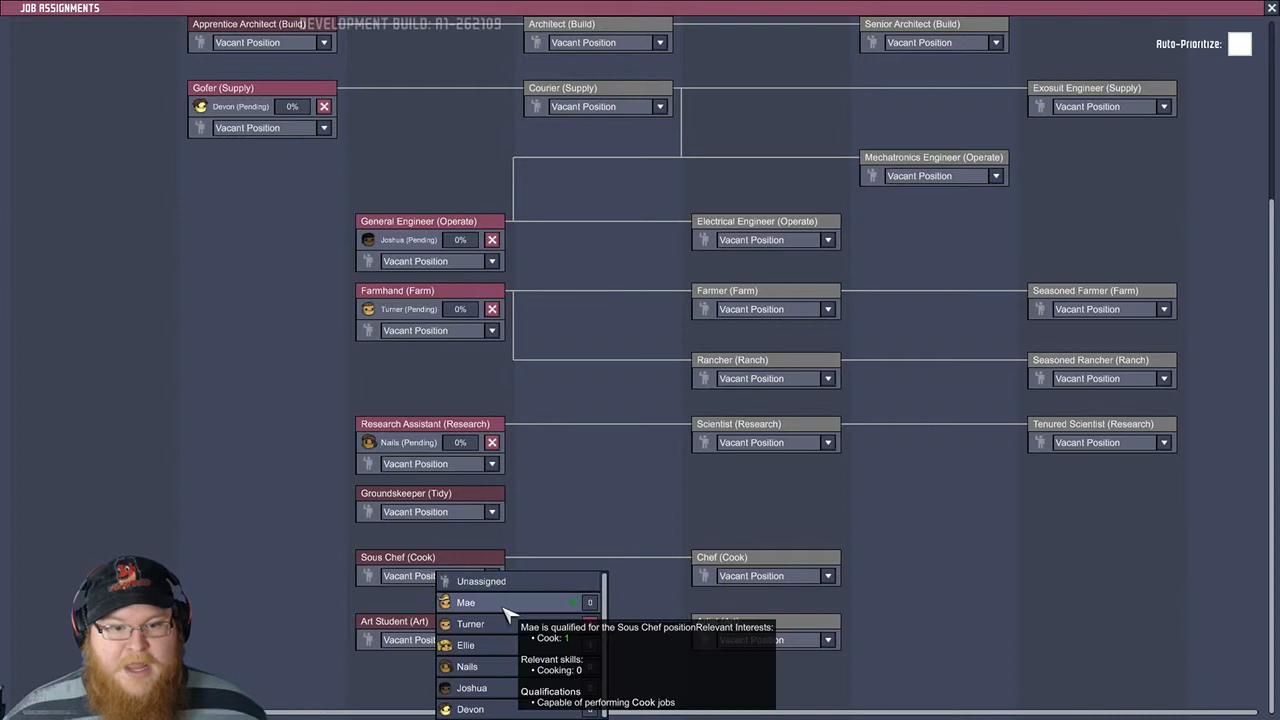 JOB ASSIGNMENTS
DEVELOPMENT BUILD: A1-262109
Apprentice Architect (Build)
Architect (Build)
Senior Architect (Build)
Vacant Position
Vacant Position
Vacant Position
Auto-Prioritize:
Gofer (Supply)
Courier (Supply)
Exosuit Engineer (Supply)
Devon (Pending) 0%
Vacant Position
Vacant Position
Vacant Position
Mechatronics Engineer (Operate)
Vacant Position
General Engineer (Operate)
Electrical Engineer (Operate)
Joshua (Pending) 0%
Vacant Position
Vacant Position
Farmhand (Farm)
Farmer (Farm)
Seasoned Farmer (Farm)
Turner (Pending) 0%
Vacant Position
Vacant Position
Vacant Position
Rancher (Ranch)
Seasoned Rancher (Ranch)
Vacant Position
Vacant Position
Research Assistant (Research)
Scientist (Research)
Tenured Scientist (Research)
Nails (Pending) 0%
Vacant Position
Vacant Position
Vacant Position
Groundskeeper (Tidy)
Vacant Position
Sous Chef (Cook)
Chef (Cook)
Vacant Position
Unassigned
Mae 0
Turner
Ellie
Nails
Joshua
Devon
Mae is qualified for the Sous Chef positionRelevant Interests:
• Cook: 1
Relevant skills:
• Cooking: 0
Qualifications
• Capable of performing Cook jobs
Art Student (Art)
Vacant Position